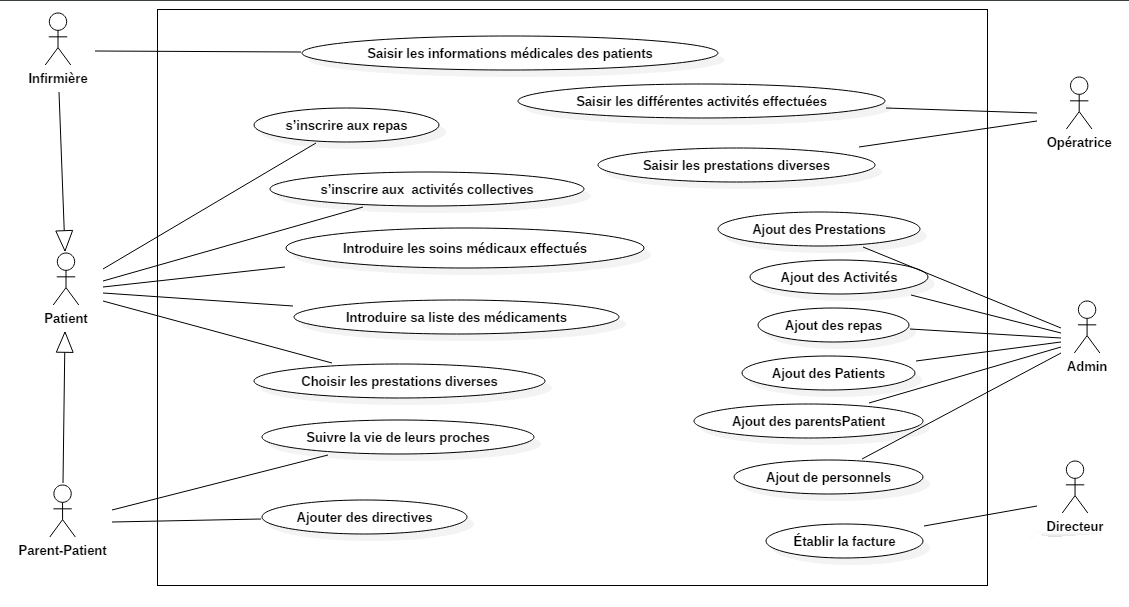 Infirmière
Saisir les informations médicales des patients
Saisir les différentes activités effectuées
s'inscrire aux repas
Opératrice
Saisir les prestations diverses
s'inscrire aux  activités collectives
Ajout des Prestations
Introduire les soins médicaux effectués
Ajout des Activités
Patient
Introduire sa liste des médicaments
Ajout des repas
Admin
Ajout des Patients
Choisir les prestations diverses
Ajout des parentsPatient
Suivre la vie de leurs proches
Ajout de personnels
Ajouter des directives
Directeur
Établir la facture
Parent-Patient